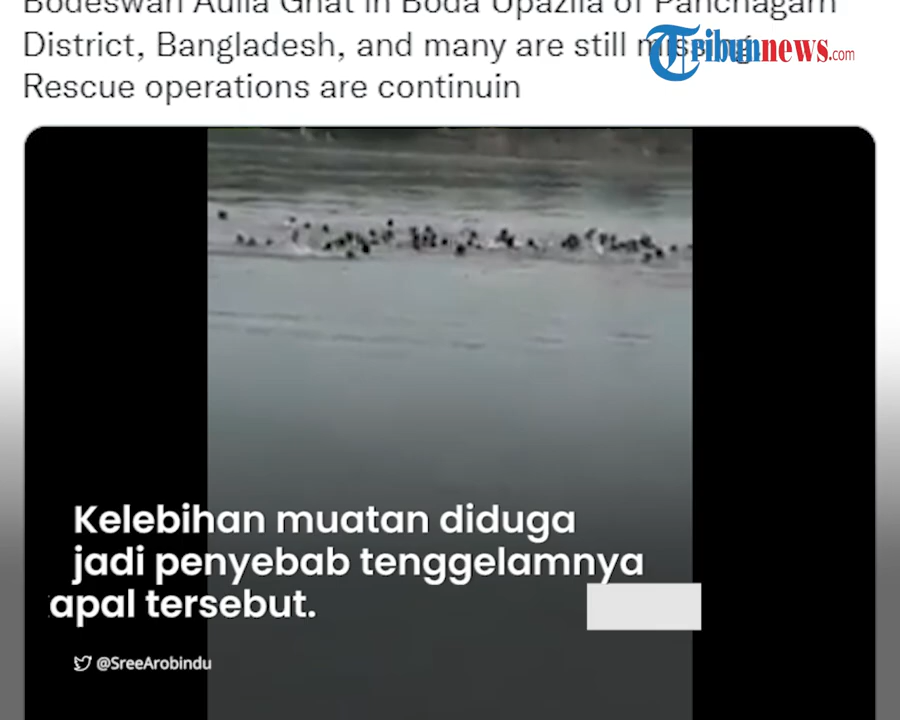 Bodeswari Aulia Ghat in Boda Upazila of Panchagarh
District, Bangladesh, and many are still
Tribunnews.com
Rescue operations are continuin
Kelebihan muatan diduga
jadi penyebab tenggelamnya
apal tersebut.
@SreeArobindu